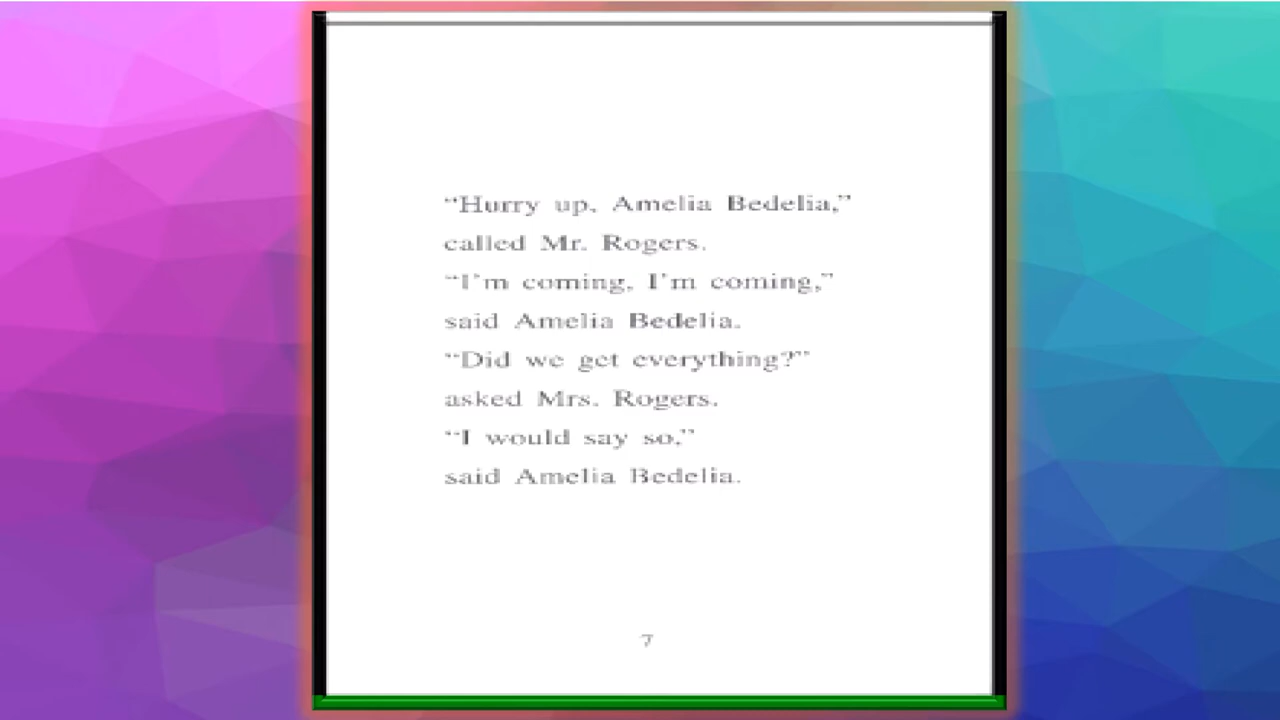 “Hurry up, Amelia Bedelia,”
called Mr. Rogers.
“I’m coming, I’m coming,”
said Amelia Bedelia.
“Did we get everything?”
asked Mrs. Rogers.
“I would say so,”
said Amelia Bedelia.
7